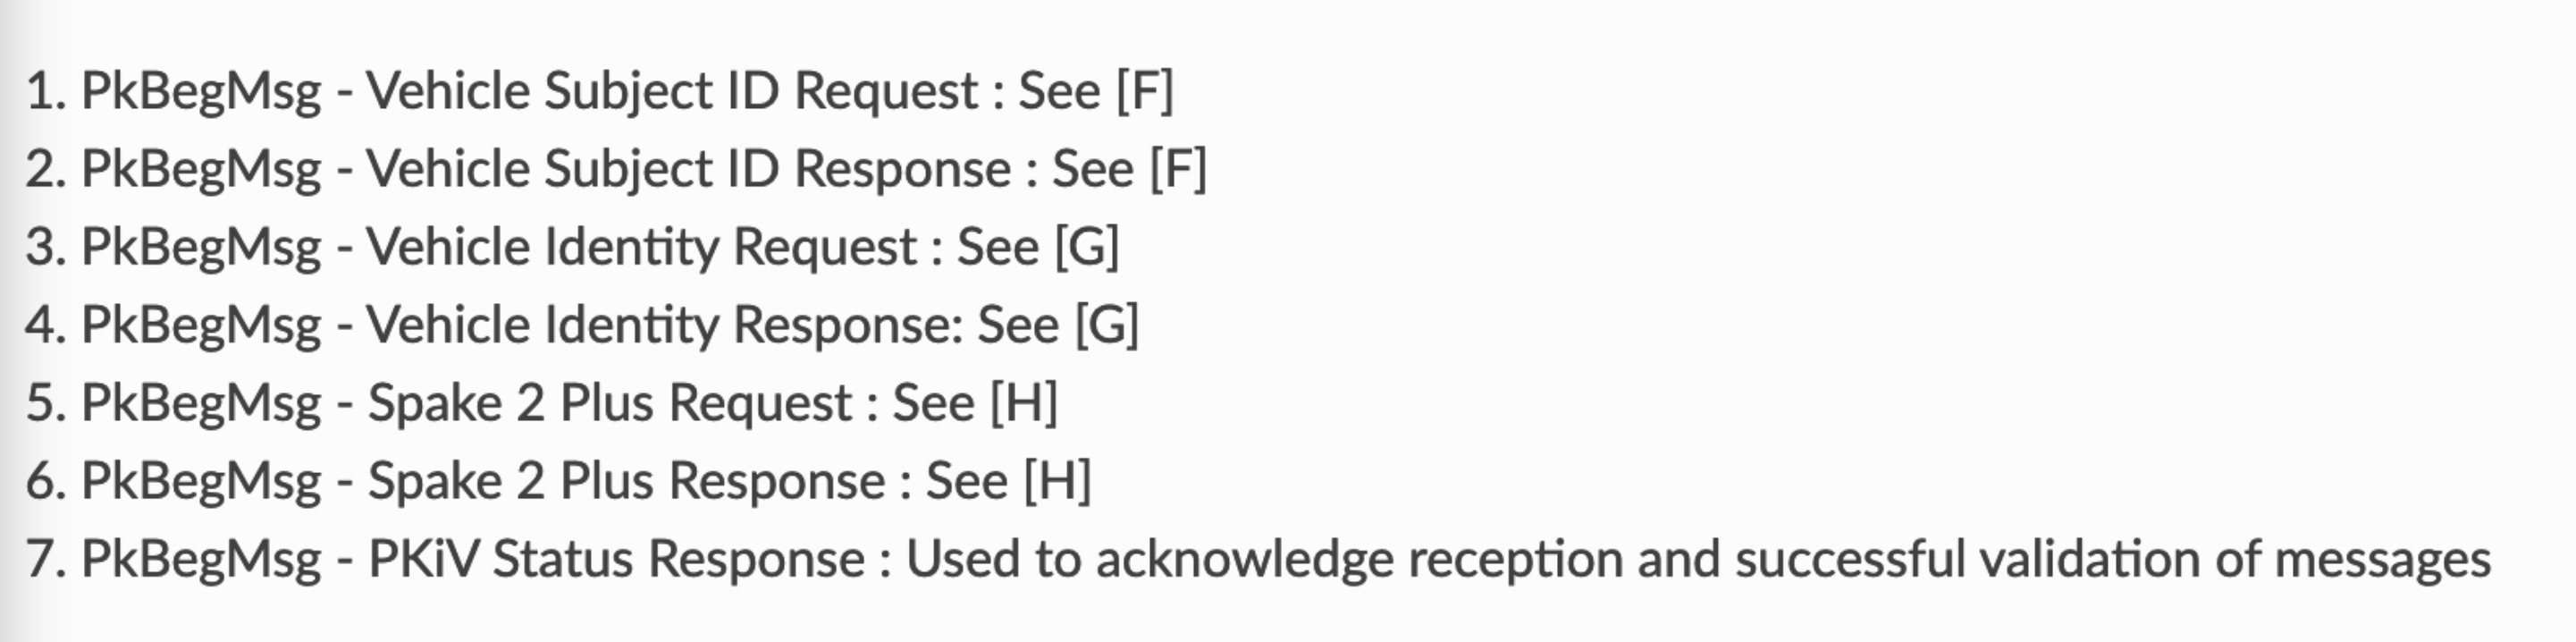 1. PkBegMsg - Vehicle Subject ID Request : See [F]
2. PkBegMsg - Vehicle Subject ID Response : See [F]
3. PkBegMsg - Vehicle Identity Request : See [G]
4. PkBegMsg - Vehicle Identity Response: See [G]
5. PkBegMsg - Spake 2 Plus Request : See [H]
6. PkBegMsg - Spake 2 Plus Response : See [H]
7. PkBegMsg - PKiV Status Response : Used to acknowledge reception and successful validation of messages